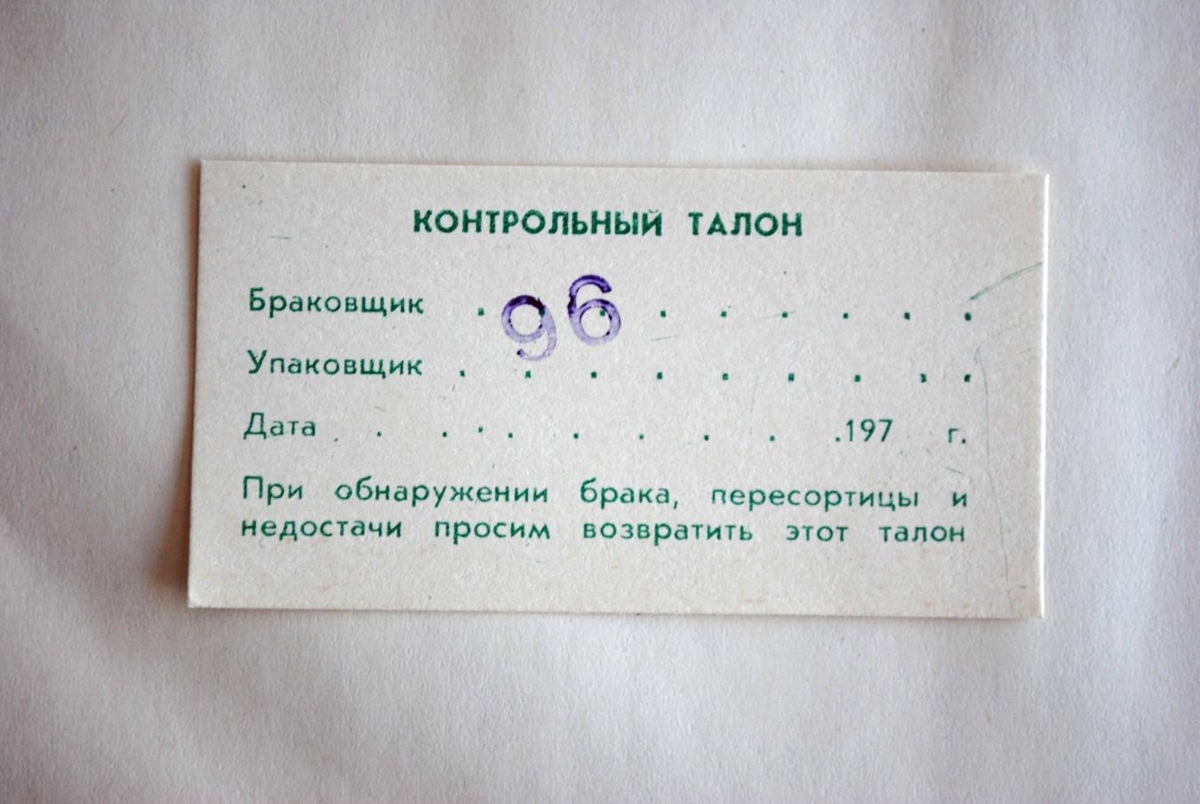 КОНТРОЛЬНЫЙ ТАЛОН
Браковщик . 96 . . . . . .
Упаковщик . . . . . . . . .
Дата . . . . . . . . . .197 г.
При обнаружении брака, пересортицы и
недостачи просим возвратить этот талон